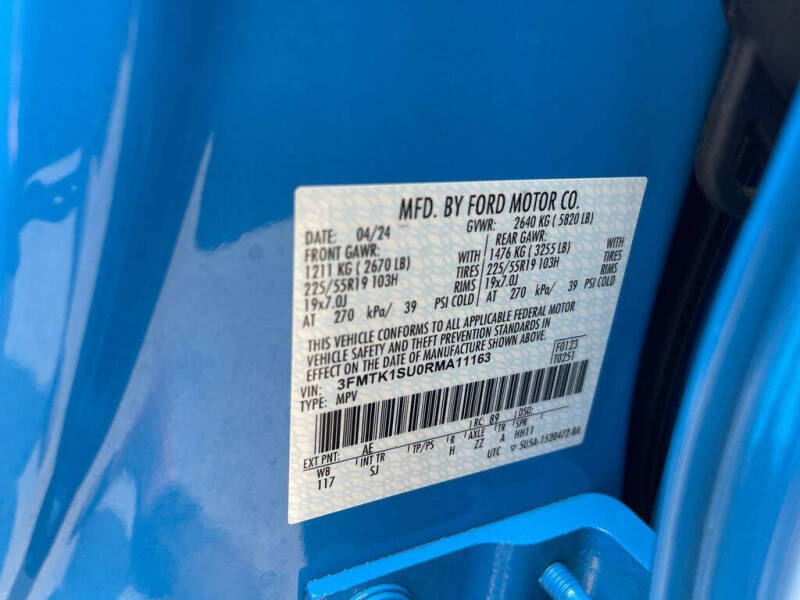 MFD. BY FORD MOTOR CO.
DATE: 04/24 GVWR: 2640 KG ( 5820 LB)
FRONT GAWR: REAR GAWR:
1211 KG ( 2670 LB) WITH 1476 KG ( 3255 LB) WITH
225/55R19 103H TIRES 225/55R19 103H TIRES
19x7.0J RIMS 19x7.0J RIMS
AT 270 kPa/ 39 PSI COLD AT 270 kPa/ 39 PSI COLD
THIS VEHICLE CONFORMS TO ALL APPLICABLE FEDERAL MOTOR
VEHICLE SAFETY AND THEFT PREVENTION STANDARDS IN
EFFECT ON THE DATE OF MANUFACTURE SHOWN ABOVE.
VIN: 3FMTK1SU0RMA11163 F0123
TYPE: MPV T0251
EXT PNT: AE RC: 89 DSO:
WB INT TR TP/PS R AXLE TR SPR
117 SJ H ZZ A HH11
UTC ▽ 5U5A-1520472-BA